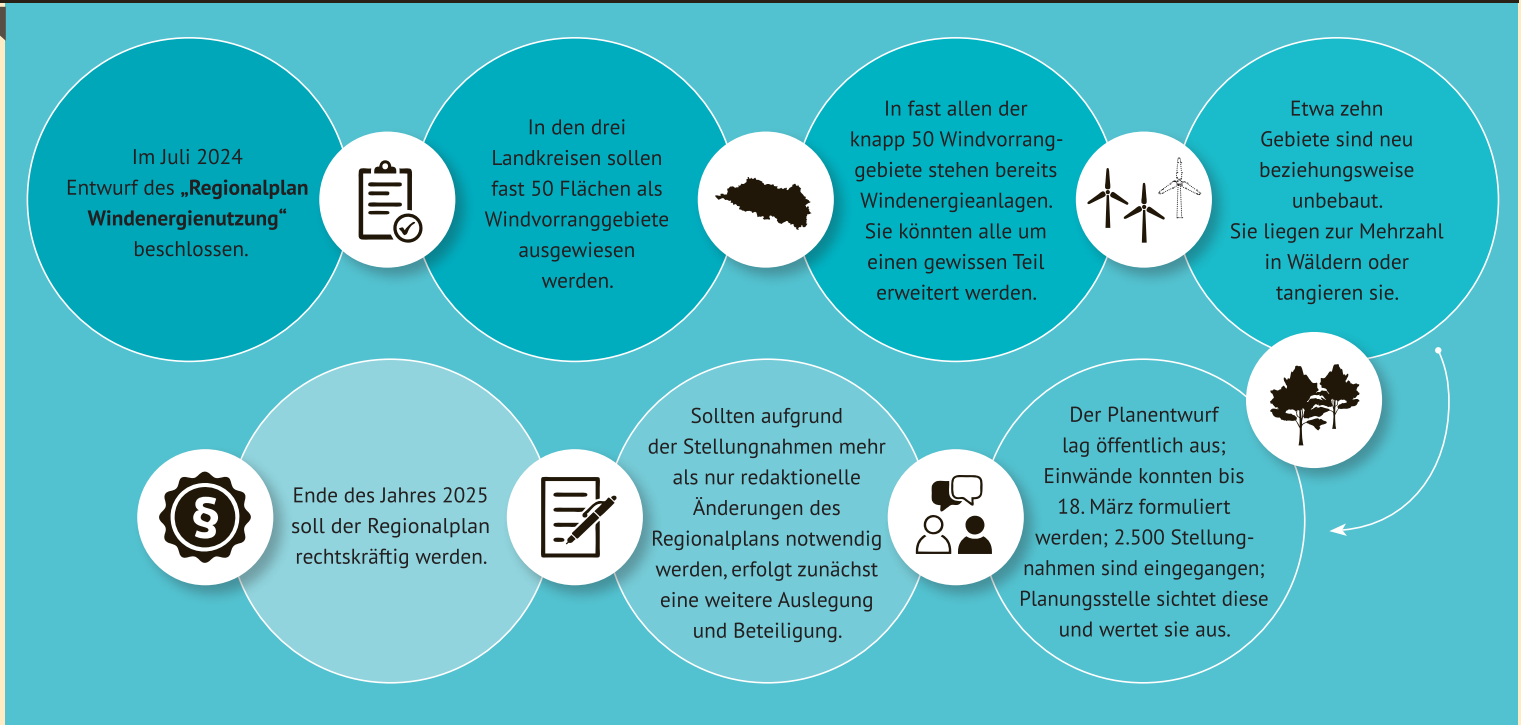 Im Juli 2024
Entwurf des „Regionalplan
Windenergienutzung“
beschlossen.
In den drei
Landkreisen sollen
fast 50 Flächen als
Windvorranggebiete
ausgewiesen
werden.
In fast allen der
knapp 50 Windvorrang-
gebiete stehen bereits
Windenergieanlagen.
Sie könnten alle um
einen gewissen Teil
erweitert werden.
Etwa zehn
Gebiete sind neu
beziehungsweise
unbebaut.
Sie liegen zur Mehrzahl
in Wäldern oder
tangieren sie.
Der Planentwurf
lag öffentlich aus;
Einwände konnten bis
18. März formuliert
werden; 2.500 Stellung-
nahmen sind eingegangen;
Planungsstelle sichtet diese
und wertet sie aus.
Sollten aufgrund
der Stellungnahmen mehr
als nur redaktionelle
Änderungen des
Regionalplans notwendig
werden, erfolgt zunächst
eine weitere Auslegung
und Beteiligung.
Ende des Jahres 2025
soll der Regionalplan
rechtskräftig werden.
§